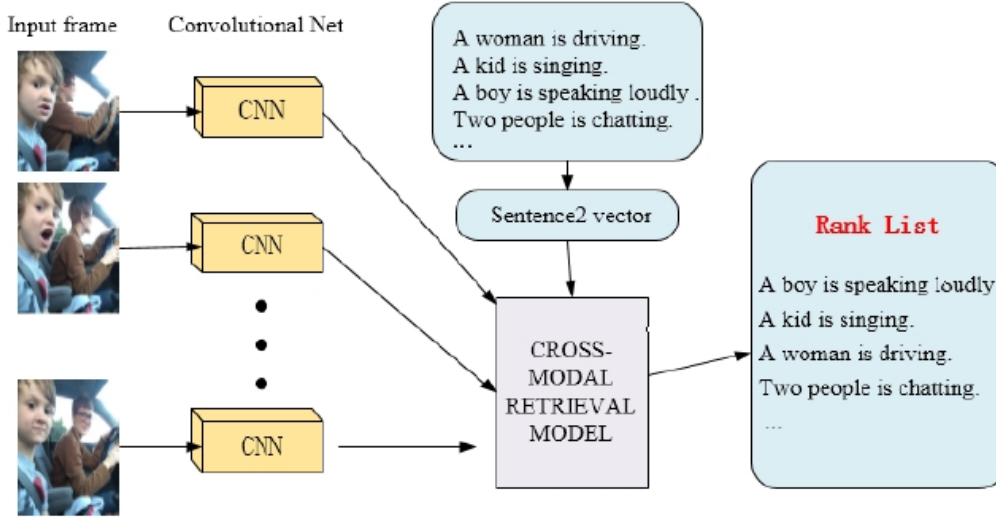 Input frame
Convolutional Net
CNN
CNN
CNN
A woman is driving.
A kid is singing.
A boy is speaking loudly .
Two people is chatting.
...
Sentence2 vector
CROSS-
MODAL
RETRIEVAL
MODEL
Rank List
A boy is speaking loudly
A kid is singing.
A woman is driving.
Two people is chatting.
...